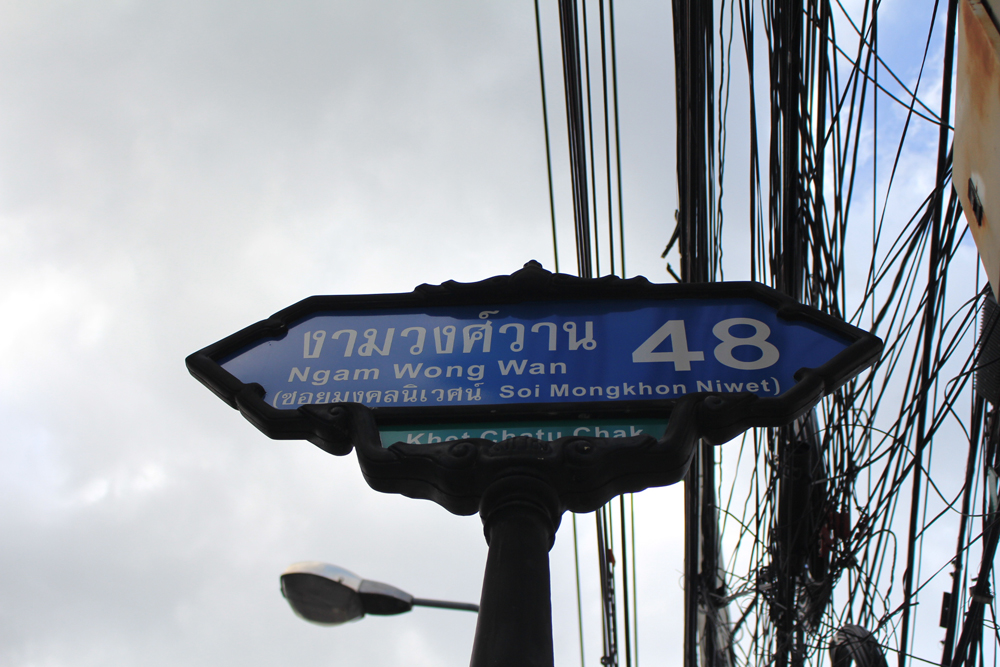 งามวงศ์วาน 48
Ngam Wong Wan
(ซอยมงคลนิเวศน์ Soi Mongkhon Niwet)
Khet Chatu Chak